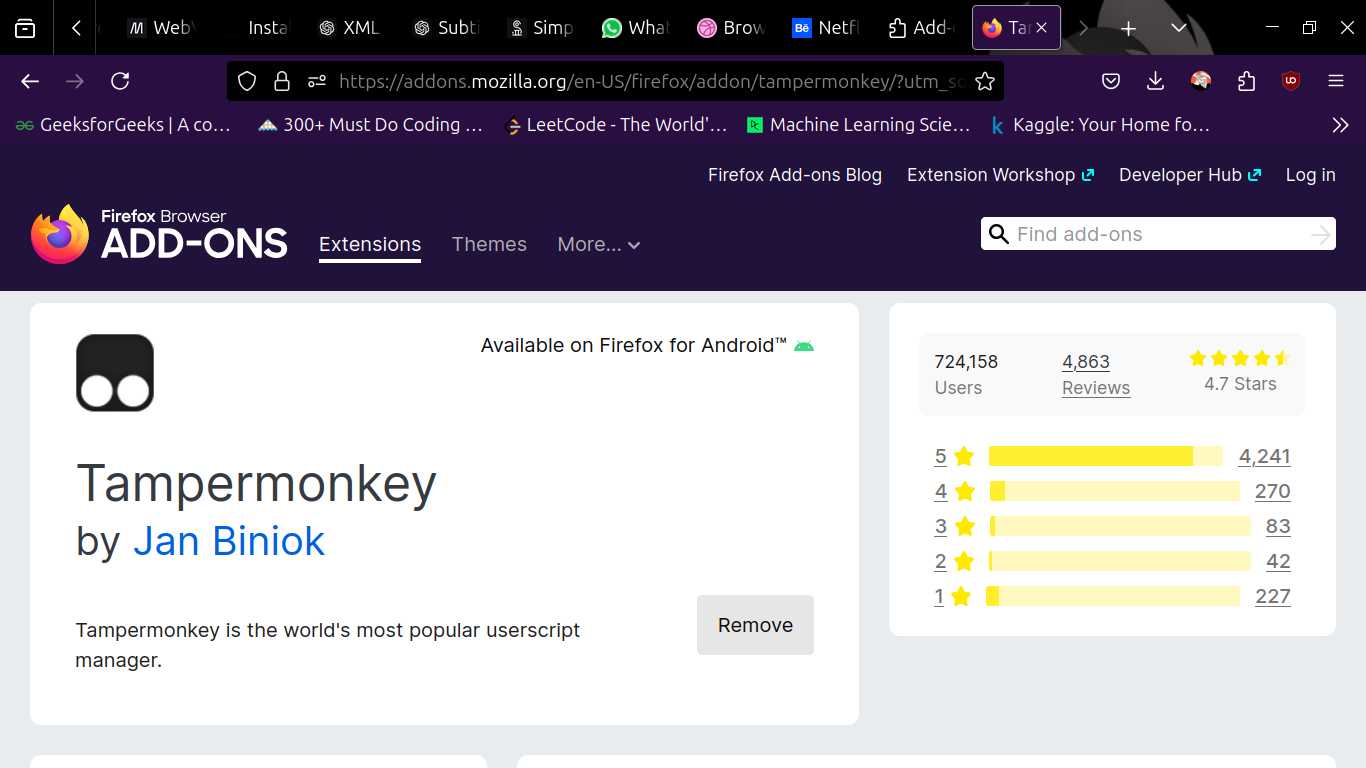 WebV Insta XML Subti Simp What Brow Netfl Add- Tar
https://addons.mozilla.org/en-US/firefox/addon/tampermonkey/?utm_sc
GeeksforGeeks | A co… 300+ Must Do Coding … LeetCode - The World'… Machine Learning Scie… Kaggle: Your Home fo…
Firefox Add-ons Blog Extension Workshop Developer Hub Log in
Firefox Browser
ADD-ONS
Extensions Themes More…
Find add-ons
Available on Firefox for Android™
Tampermonkey
by Jan Biniok
Tampermonkey is the world's most popular userscript
manager.
Remove
724,158 4,863
Users Reviews 4.7 Stars
5 4,241
4 270
3 83
2 42
1 227